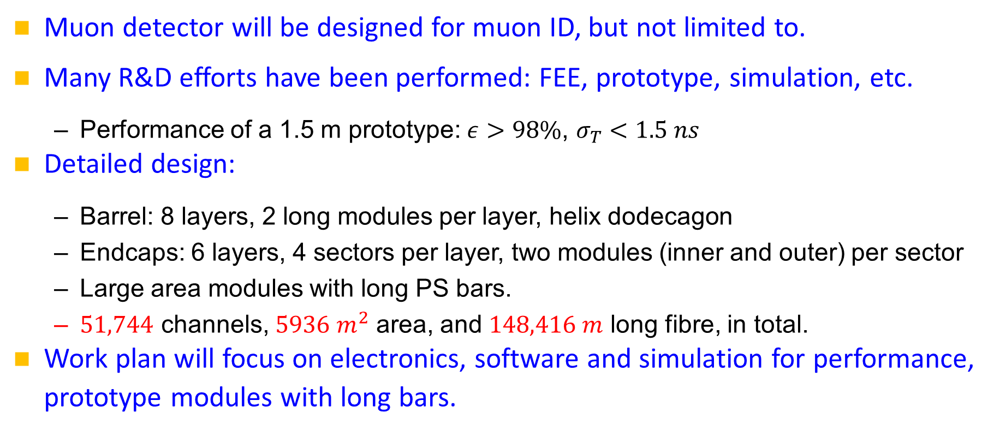 Muon detector will be designed for muon ID, but not limited to.
Many R&D efforts have been performed: FEE, prototype, simulation, etc.
– Performance of a 1.5 m prototype: ϵ > 98%, σ_T < 1.5 ns
Detailed design:
– Barrel: 8 layers, 2 long modules per layer, helix dodecagon
– Endcaps: 6 layers, 4 sectors per layer, two modules (inner and outer) per sector
– Large area modules with long PS bars.
– 51,744 channels, 5936 m² area, and 148,416 m long fibre, in total.
Work plan will focus on electronics, software and simulation for performance,
prototype modules with long bars.